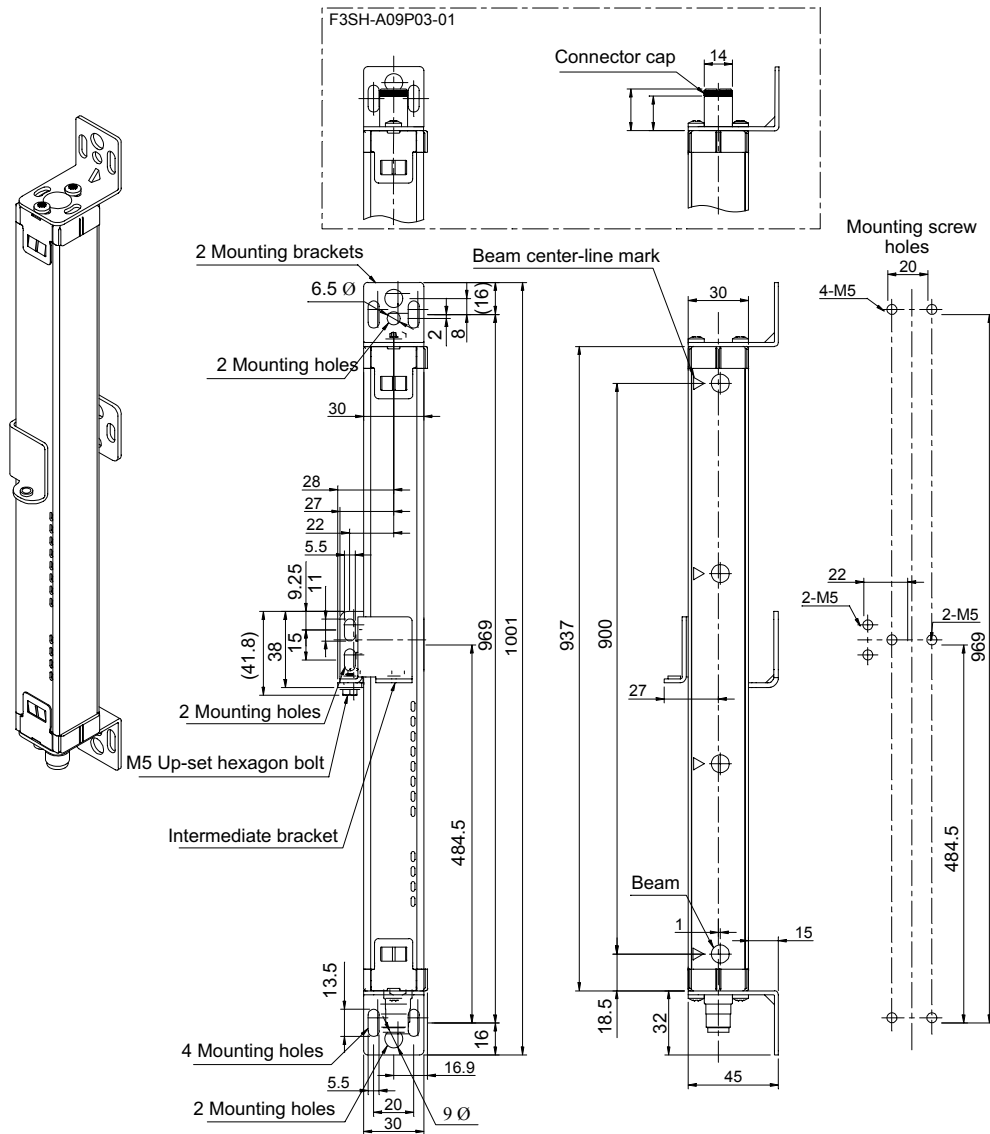 F3SH-A09P03-01
Connector cap
14
Mounting screw
holes
20
4-M5
2 Mounting brackets
Beam center-line mark
6.5 Ø
(16)
2
8
30
2 Mounting holes
30
28
27
22
5.5
9.25
11
(41.8)
38
15
969
1001
937
900
22
2-M5
2-M5
969
27
2 Mounting holes
M5 Up-set hexagon bolt
Intermediate bracket
484.5
484.5
Beam
1
15
13.5
18.5
32
16
4 Mounting holes
16.9
5.5
45
20
2 Mounting holes
9 Ø
30